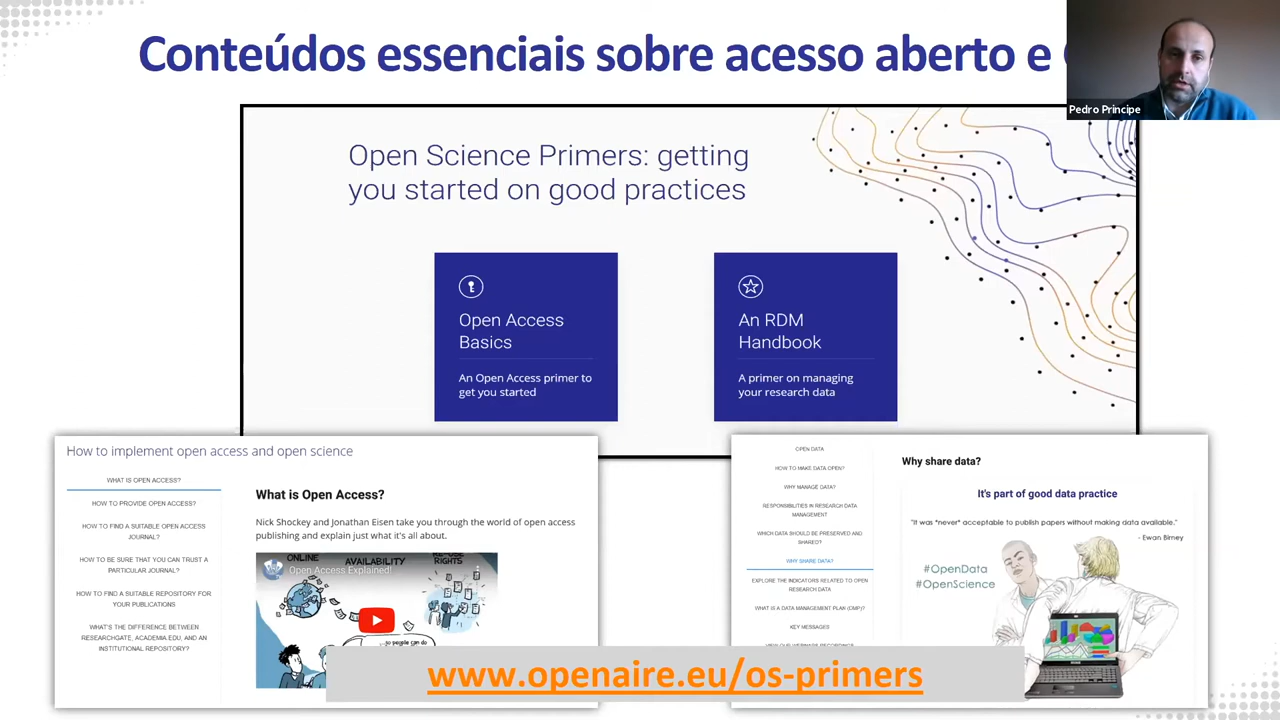 Conteúdos essenciais sobre acesso aberto e
Pedro Principe
Open Science Primers: getting
you started on good practices
Open Access
Basics
An Open Access primer to
get you started
An RDM
Handbook
A primer on managing
your research data
How to implement open access and open science
WHAT IS OPEN ACCESS?
HOW TO PROVIDE OPEN ACCESS?
HOW TO FIND A SUITABLE OPEN ACCESS
JOURNAL?
HOW TO BE SURE THAT YOU CAN TRUST A
PARTICULAR JOURNAL?
HOW TO FIND A SUITABLE REPOSITORY FOR
YOUR PUBLICATIONS
WHAT'S THE DIFFERENCE BETWEEN
RESEARCHGATE, ACADEMIA.EDU, AND AN
INSTITUTIONAL REPOSITORY?
What is Open Access?
Nick Shockey and Jonathan Eisen take you through the world of open access
publishing and explain just what it's all about.
ONLINE
AVAILABILITY
RE-USE
RIGHTS
Open Access Explained!
so people can do
OPEN DATA
HOW TO MAKE DATA OPEN?
WHY MANAGE DATA?
RESPONSIBILITIES IN RESEARCH DATA
MANAGEMENT
WHICH DATA SHOULD BE PRESERVED AND
SHARED?
WHY SHARE DATA?
EXPLORE THE INDICATORS RELATED TO OPEN
RESEARCH DATA
WHAT IS A DATA MANAGEMENT PLAN (DMP)?
KEY MESSAGES
Why share data?
It's part of good data practice
"It was *never* acceptable to publish papers without making data available."
- Ewan Birney
#OpenData
#OpenScience
www.openaire.eu/os-primers